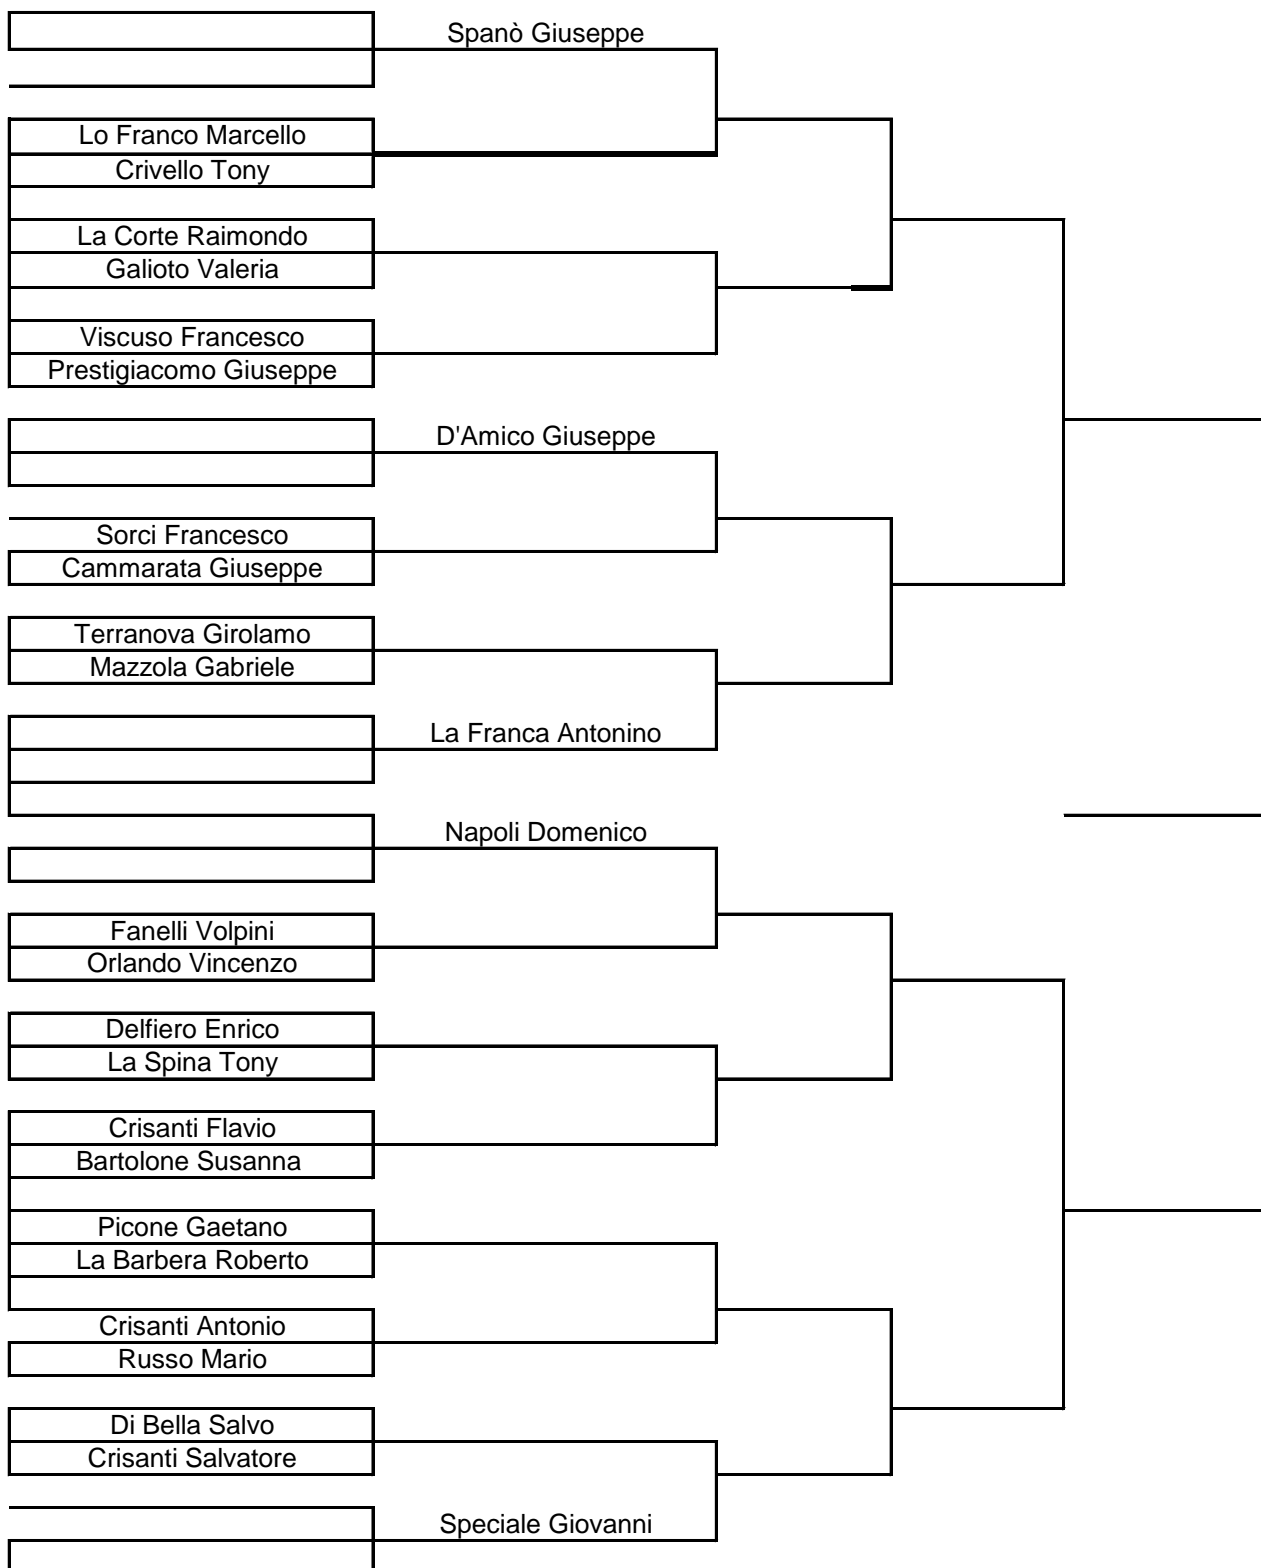 Spanò Giuseppe
Lo Franco Marcello
Crivello Tony
La Corte Raimondo
Galioto Valeria
Viscuso Francesco
Prestigiacomo Giuseppe
D'Amico Giuseppe
Sorci Francesco
Cammarata Giuseppe
Terranova Girolamo
Mazzola Gabriele
La Franca Antonino
Napoli Domenico
Fanelli Volpini
Orlando Vincenzo
Delfiero Enrico
La Spina Tony
Crisanti Flavio
Bartolone Susanna
Picone Gaetano
La Barbera Roberto
Crisanti Antonio
Russo Mario
Di Bella Salvo
Crisanti Salvatore
Speciale Giovanni